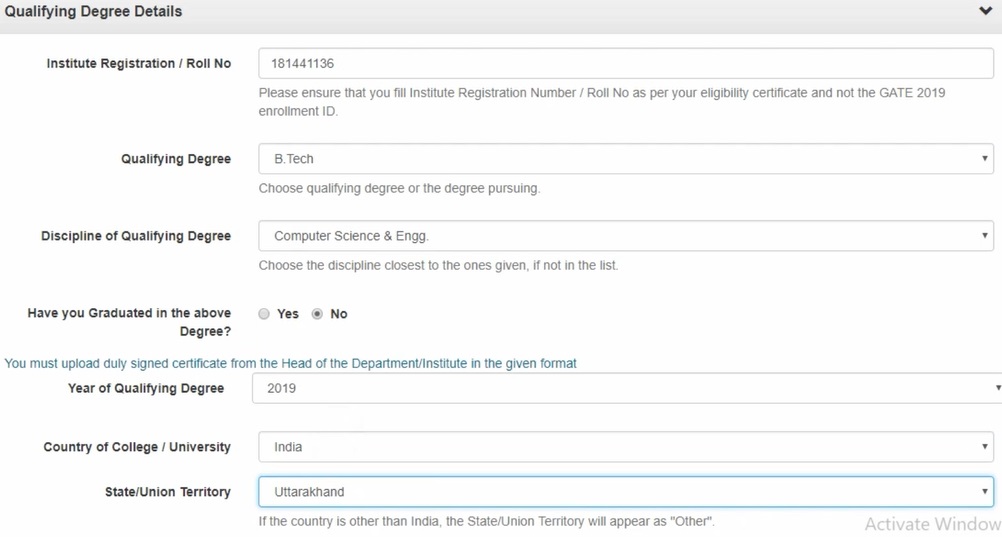 Qualifying Degree Details
Institute Registration / Roll No
181441136
Please ensure that you fill Institute Registration Number / Roll No as per your eligibility certificate and not the GATE 2019
enrollment ID.
Qualifying Degree
B.Tech
Choose qualifying degree or the degree pursuing.
Discipline of Qualifying Degree
Computer Science & Engg.
Choose the discipline closest to the ones given, if not in the list.
Have you Graduated in the above
Degree?
Yes No
You must upload duly signed certificate from the Head of the Department/Institute in the given format
Year of Qualifying Degree
2019
Country of College / University
India
State/Union Territory
Uttarakhand
If the country is other than India, the State/Union Territory will appear as "Other".
Activate Window